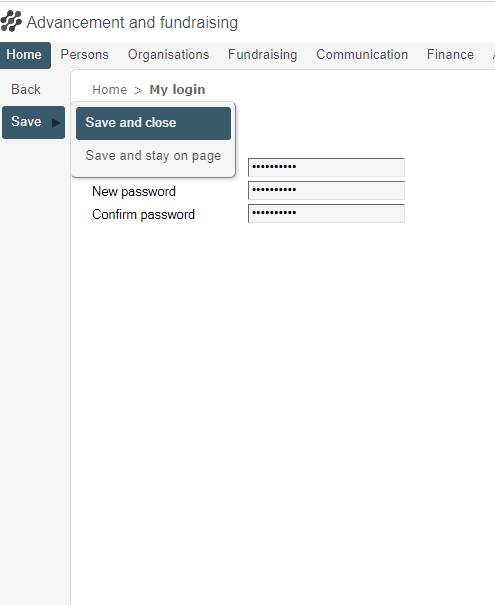 Advancement and fundraising
Home Persons Organisations Fundraising Communication Finance
Back
Home > My login
Save
Save and close
Save and stay on page
••••••••••
New password ••••••••••
Confirm password ••••••••••